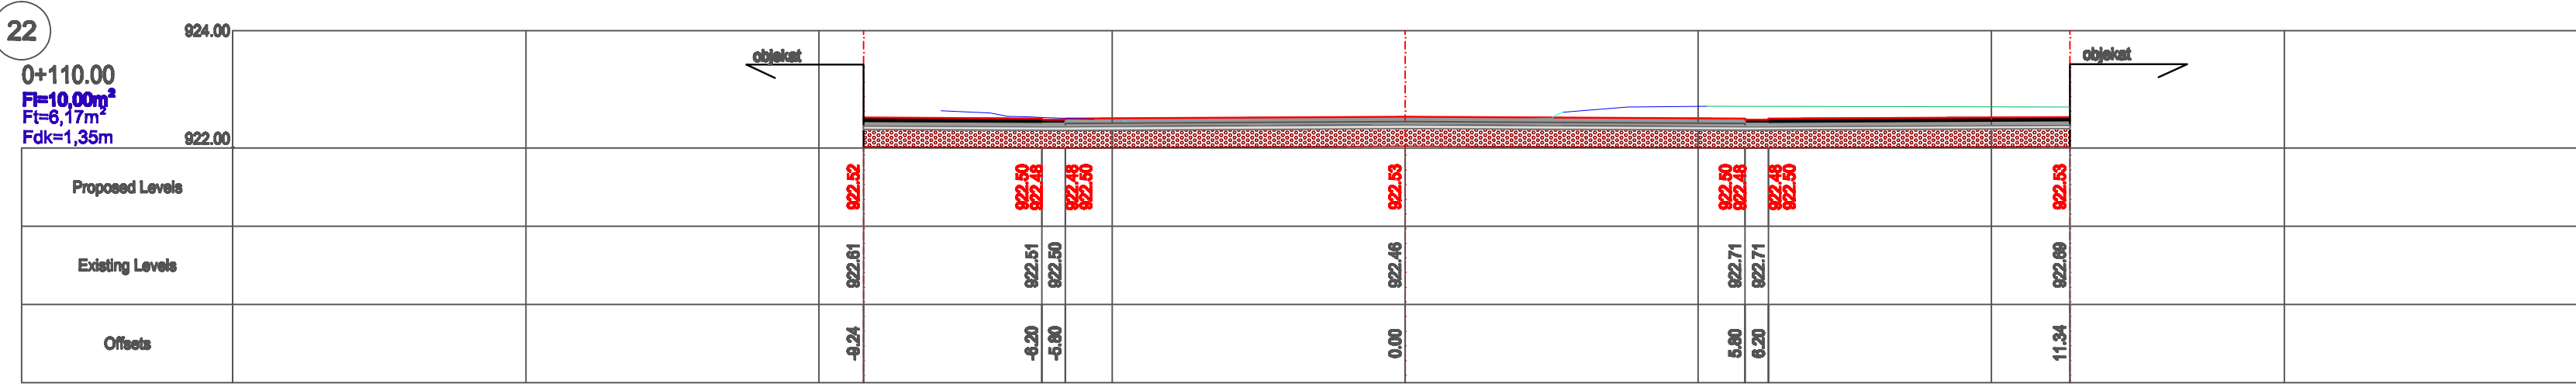 22
924.00
objekat objekat
0+110.00
Fi=10,00m²
Ft=6,17m²
Fdk=1,35m
922.00
Proposed Levels 922.52 922.50 922.48 922.48 922.50 922.53 922.50 922.48 922.48 922.50 922.53
Existing Levels 922.61 922.51 922.50 922.46 922.71 922.71 922.69
Offsets -9.24 -6.20 -5.80 0.00 5.80 6.20 11.34